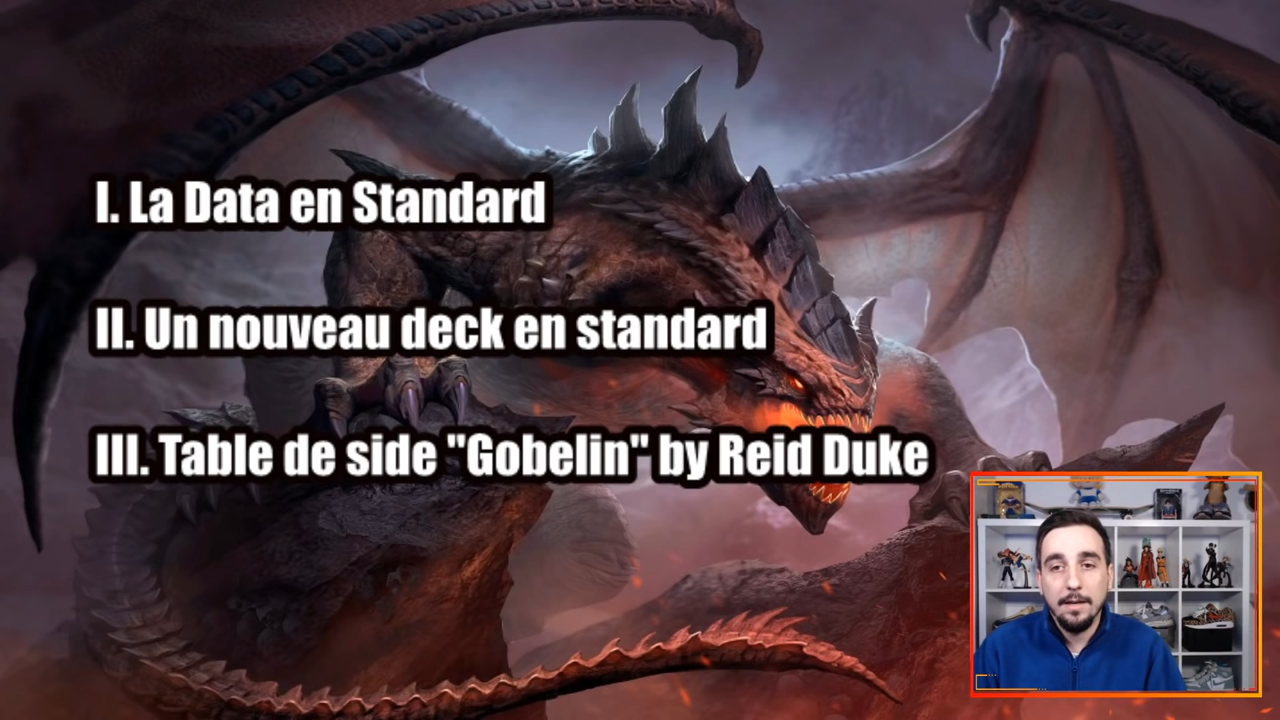 I. La Data en Standard
II. Un nouveau deck en standard
III. Table de side "Gobelin" by Reid Duke